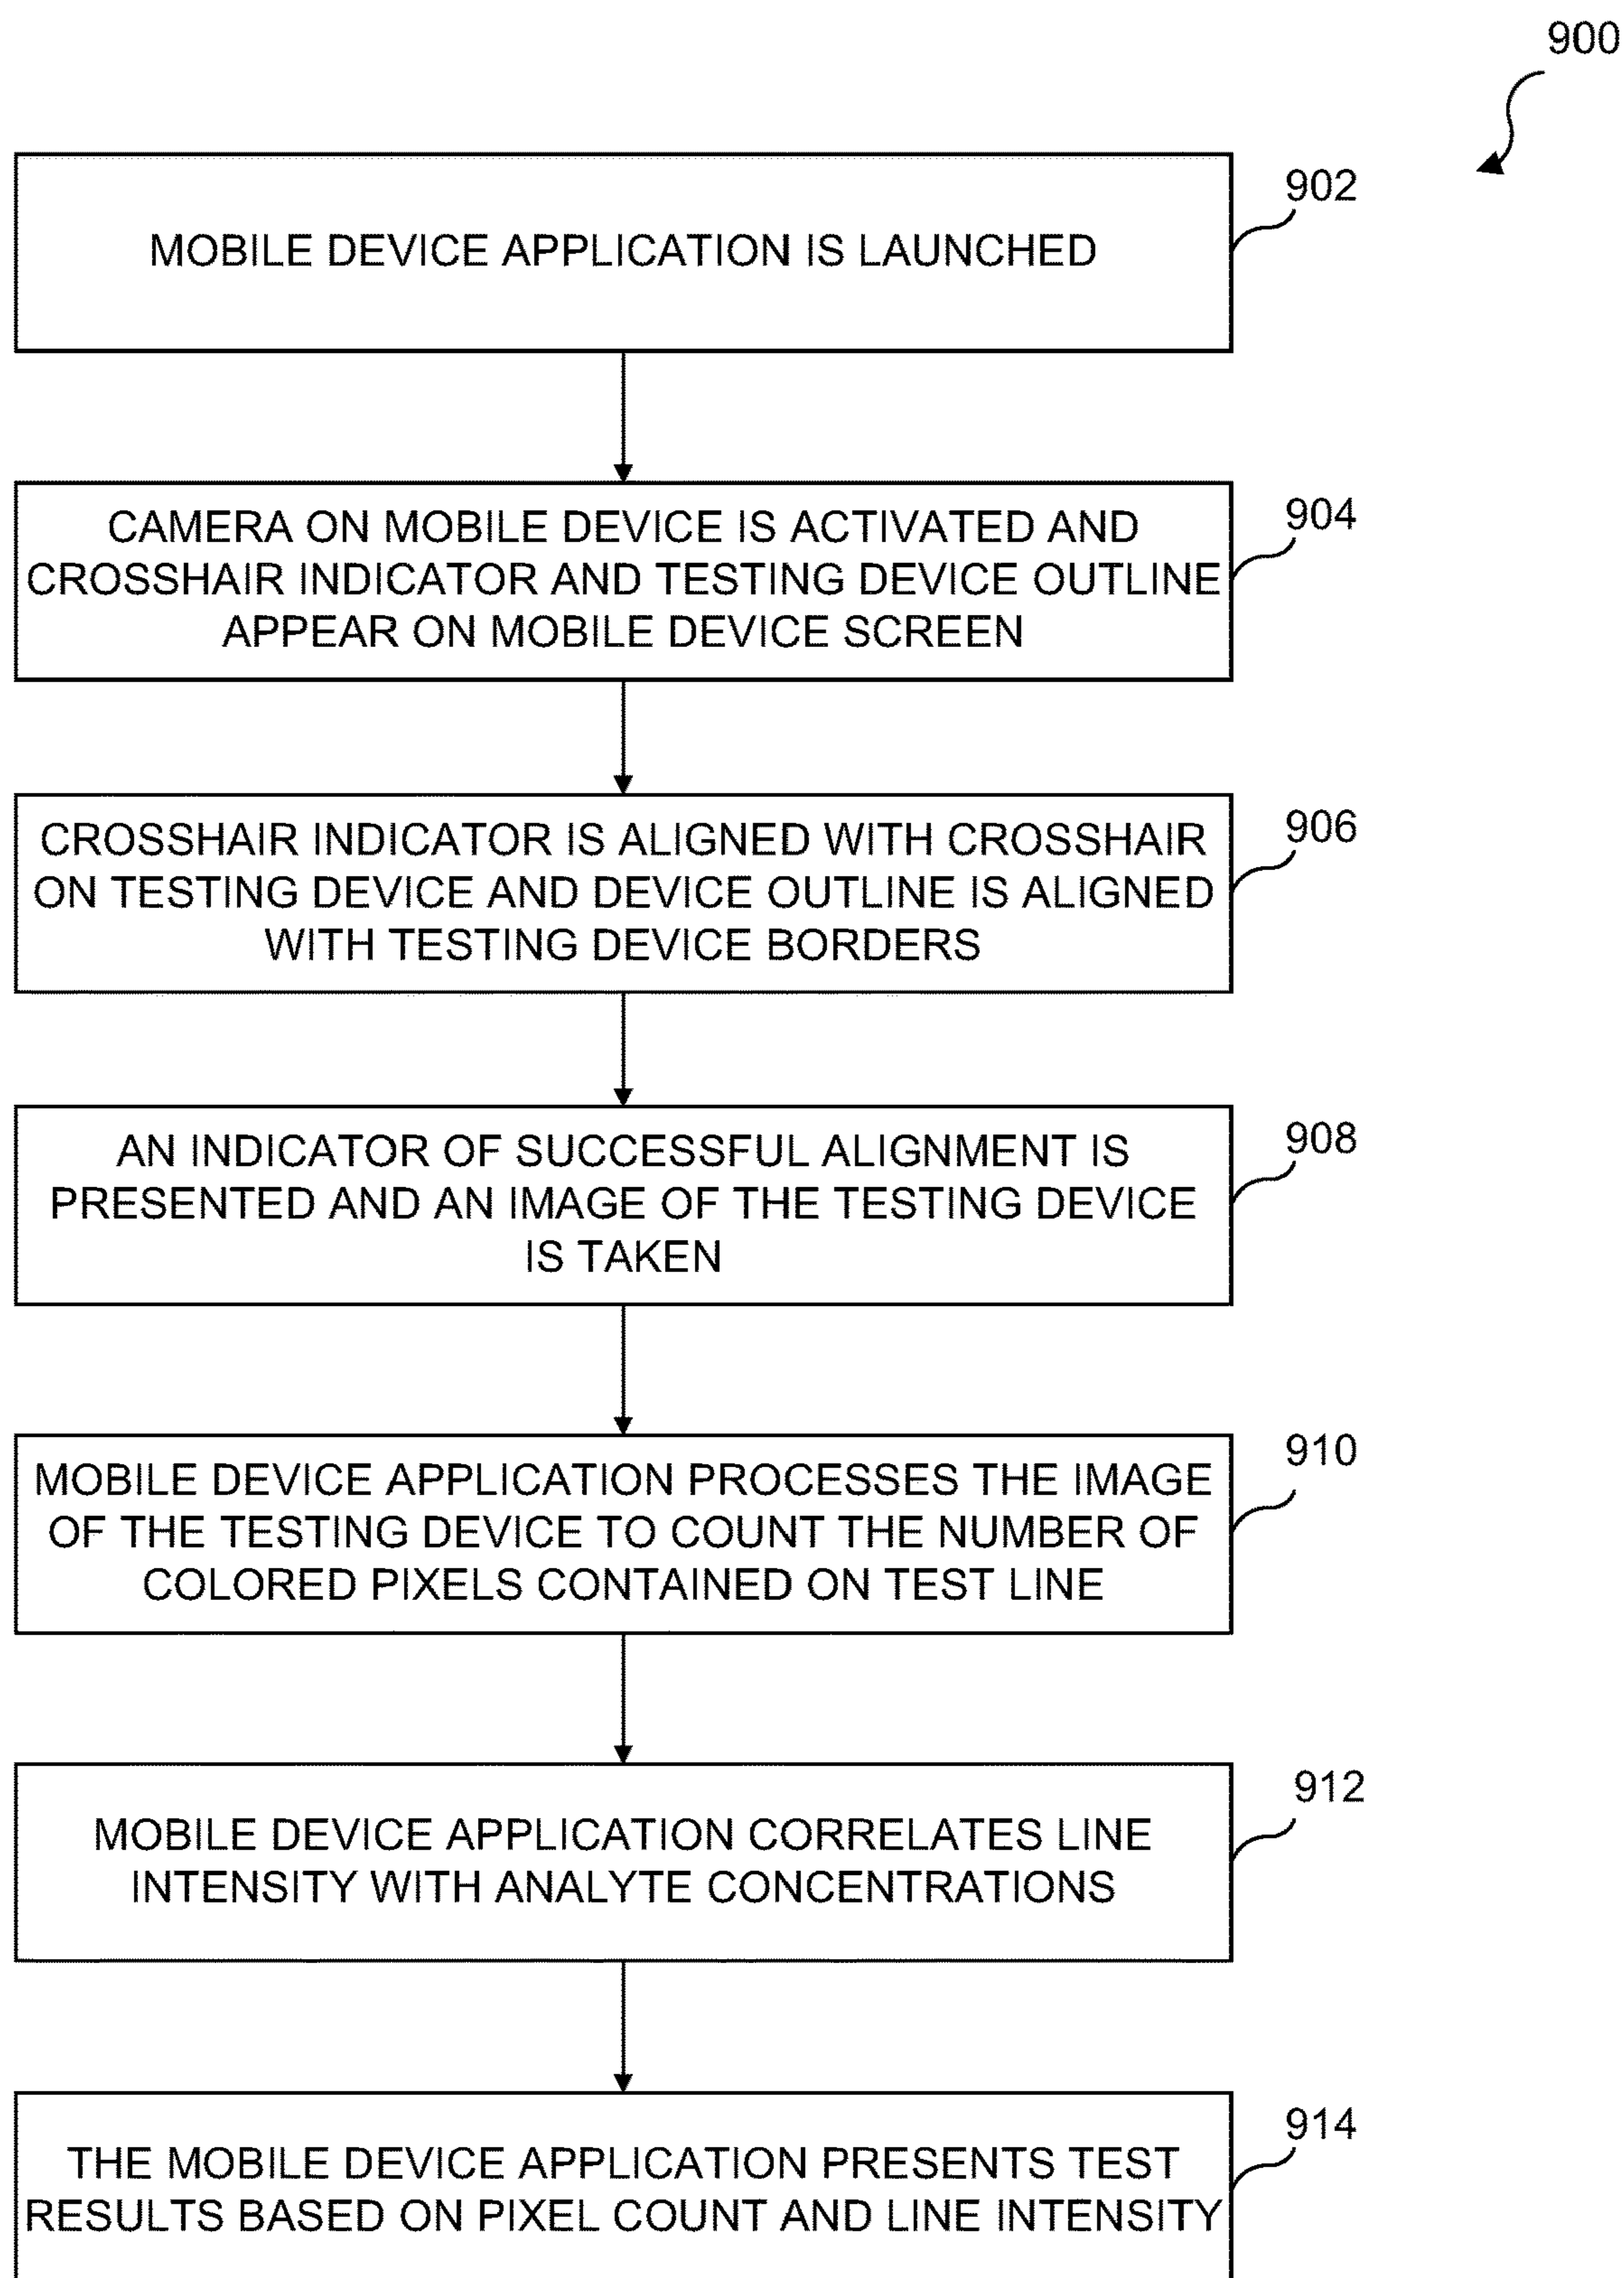 900
902
MOBILE DEVICE APPLICATION IS LAUNCHED
904
CAMERA ON MOBILE DEVICE IS ACTIVATED AND
CROSSHAIR INDICATOR AND TESTING DEVICE OUTLINE
APPEAR ON MOBILE DEVICE SCREEN
906
CROSSHAIR INDICATOR IS ALIGNED WITH CROSSHAIR
ON TESTING DEVICE AND DEVICE OUTLINE IS ALIGNED
WITH TESTING DEVICE BORDERS
908
AN INDICATOR OF SUCCESSFUL ALIGNMENT IS
PRESENTED AND AN IMAGE OF THE TESTING DEVICE
IS TAKEN
910
MOBILE DEVICE APPLICATION PROCESSES THE IMAGE
OF THE TESTING DEVICE TO COUNT THE NUMBER OF
COLORED PIXELS CONTAINED ON TEST LINE
912
MOBILE DEVICE APPLICATION CORRELATES LINE
INTENSITY WITH ANALYTE CONCENTRATIONS
914
THE MOBILE DEVICE APPLICATION PRESENTS TEST
RESULTS BASED ON PIXEL COUNT AND LINE INTENSITY